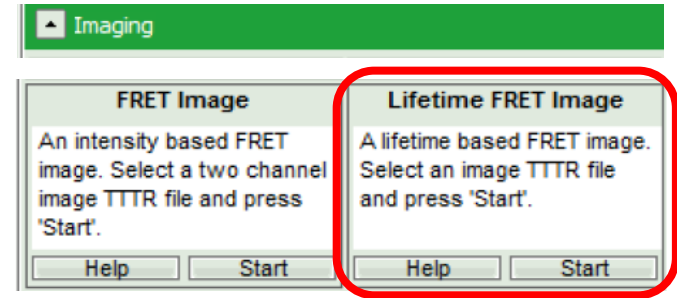 Imaging
FRET Image
An intensity based FRET
image. Select a two channel
image TTTR file and press
'Start'.
Help
Start
Lifetime FRET Image
A lifetime based FRET image.
Select an image TTTR file
and press 'Start'.
Help
Start